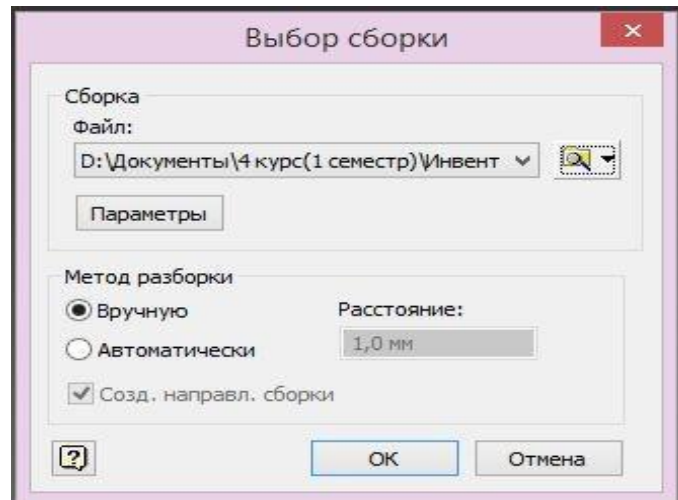 Выбор сборки
Сборка
Файл:
D:\Документы\4 курс(1 семестр)\Инвент
Параметры
Метод разборки
Вручную
Расстояние:
Автоматически
1,0 мм
Созд. направл. сборки
ОК
Отмена